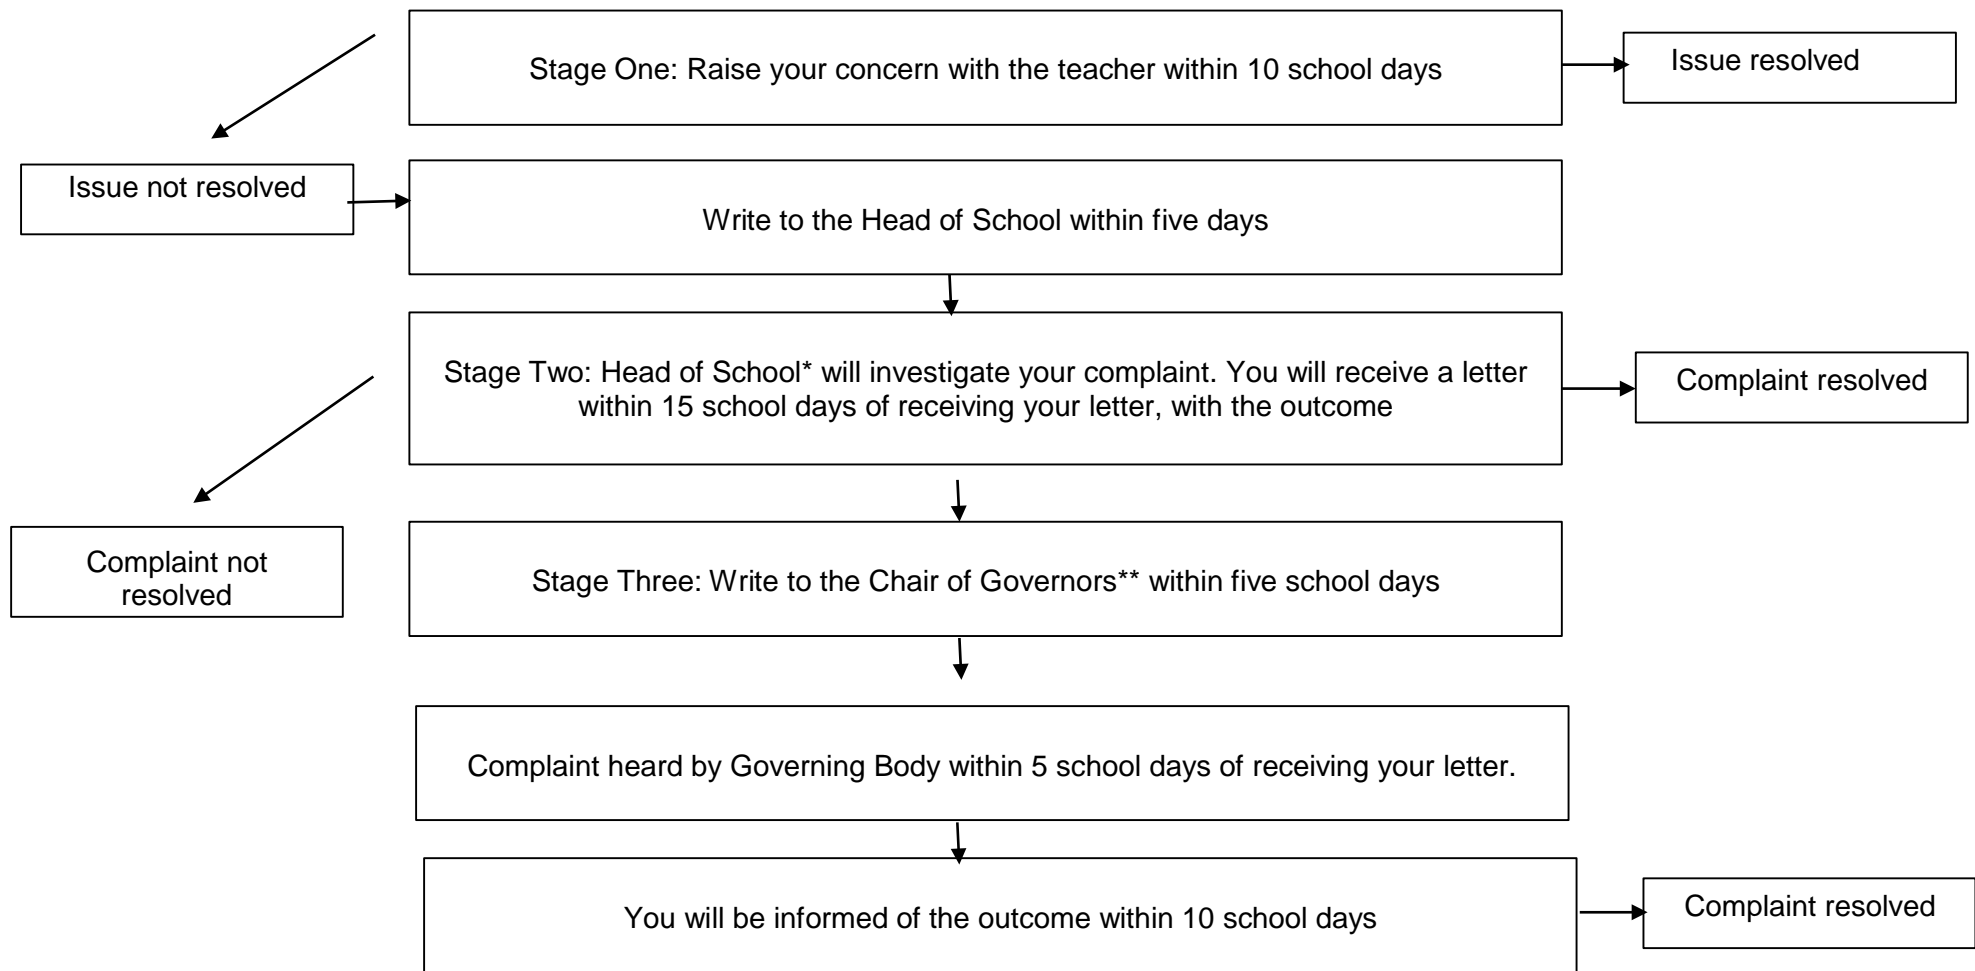 Stage One: Raise your concern with the teacher within 10 school days
Issue resolved
Issue not resolved
Write to the Head of School within five days
Stage Two: Head of School* will investigate your complaint. You will receive a letter
within 15 school days of receiving your letter, with the outcome
Complaint resolved
Complaint not
resolved
Stage Three: Write to the Chair of Governors** within five school days
Complaint heard by Governing Body within 5 school days of receiving your letter.
You will be informed of the outcome within 10 school days
Complaint resolved